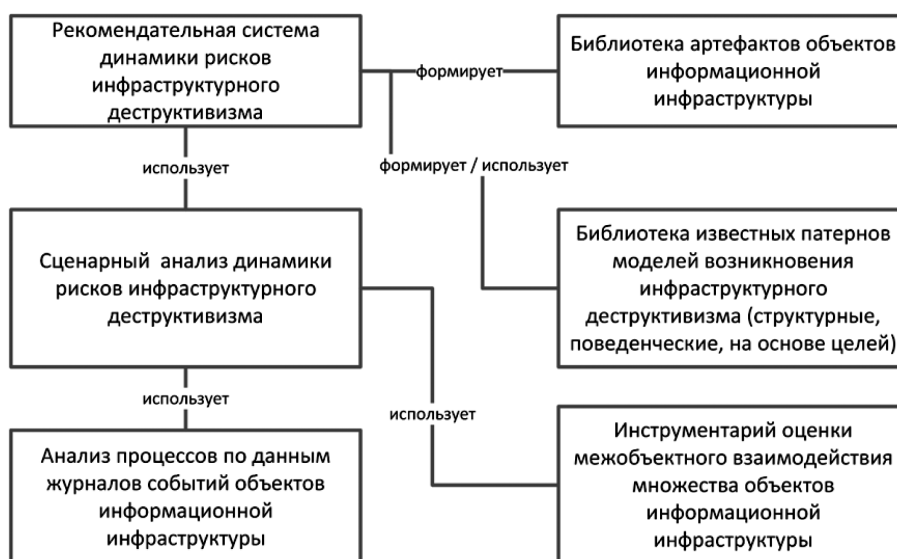 Рекомендательная система
динамики рисков
инфраструктурного
деструктивизма
формирует
Библиотека артефактов объектов
информационной
инфраструктуры
использует
формирует / использует
Сценарный анализ динамики
рисков инфраструктурного
деструктивизма
Библиотека известных патернов
моделей возникновения
инфраструктурного
деструктивизма (структурные,
поведенческие, на основе целей)
использует
использует
Анализ процессов по данным
журналов событий объектов
информационной
инфраструктуры
Инструментарий оценки
межобъектного взаимодействия
множества объектов
информационной
инфраструктуры